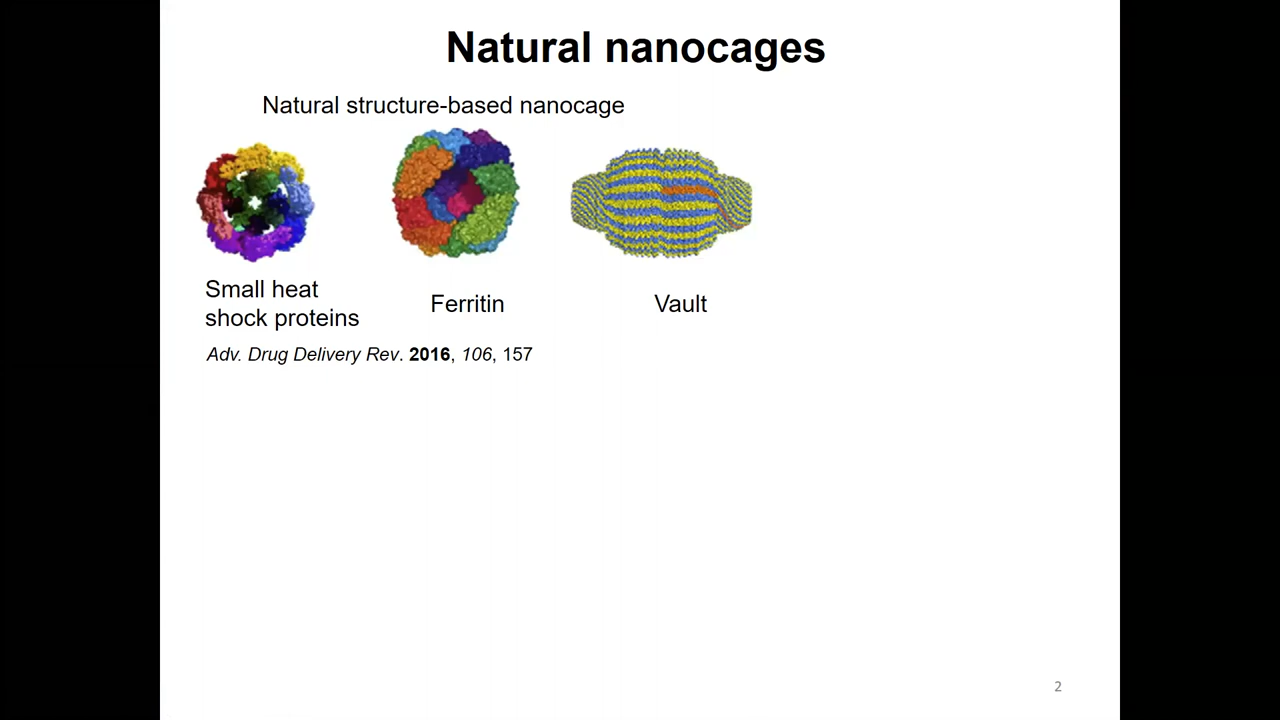 Natural nanocages
Natural structure-based nanocage
Small heat
shock proteins
Ferritin
Vault
Adv. Drug Delivery Rev. 2016, 106, 157
2